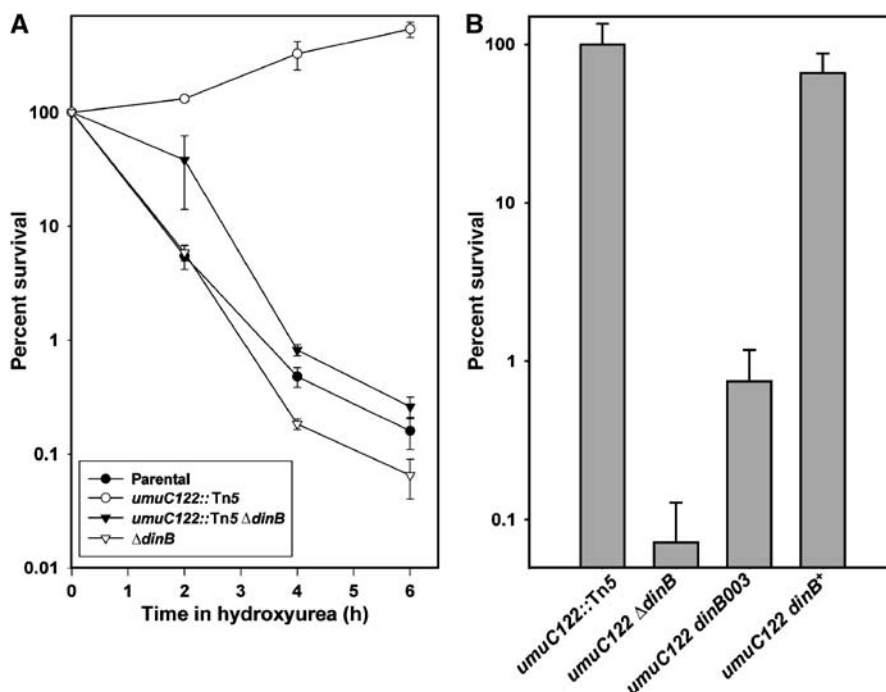 A
Percent survival
100
10
1
0.1
0.01
0
1
2
3
4
5
6
Time in hydroxyurea (h)
Parental
umuC122::Tn5
umuC122::Tn5 ΔdinB
ΔdinB
B
Percent survival
100
10
1
0.1
umuC122::Tn5
umuC122 ΔdinB
umuC122 dinB003
umuC122 dinB⁺